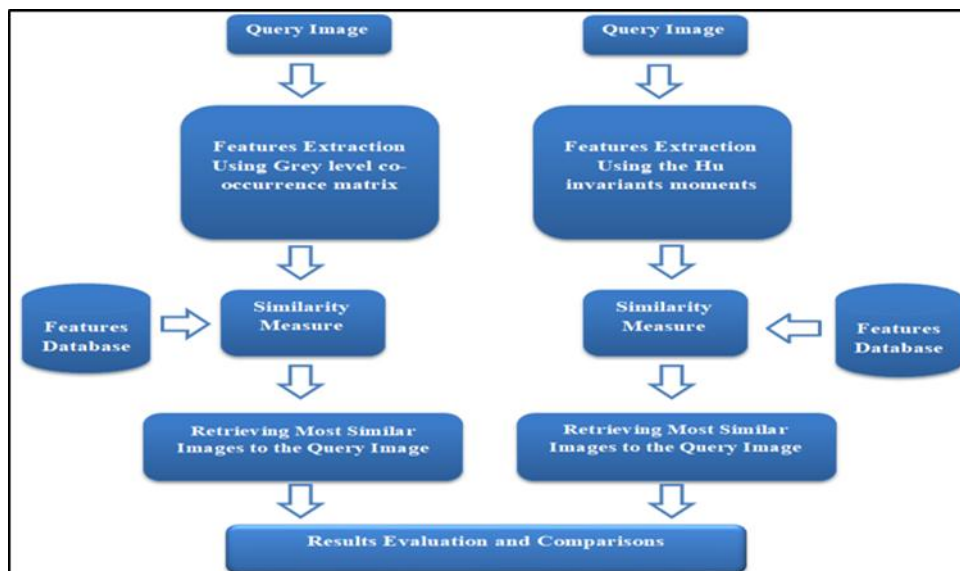 Query Image
Query Image
Features Extraction
Using Grey level co-
occurrence matrix
Features Extraction
Using the Hu
invariants moments
Features
Database
Similarity
Measure
Similarity
Measure
Features
Database
Retrieving Most Similar
Images to the Query Image
Retrieving Most Similar
Images to the Query Image
Results Evaluation and Comparisons